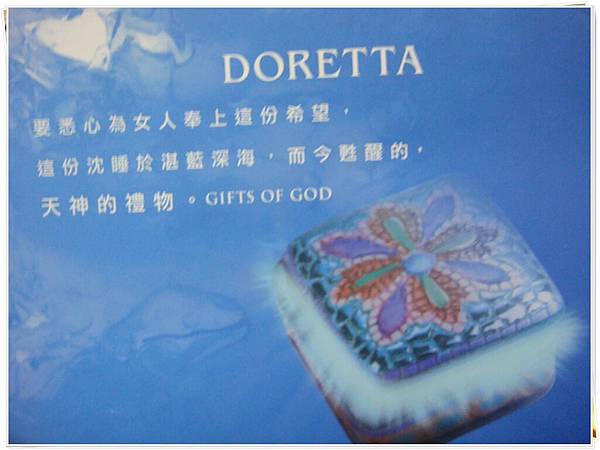 DORETTA
要悉心為女人奉上這份希望，
這份沈睡於湛藍深海，而今甦醒的，
天神的禮物。GIFTS OF GOD